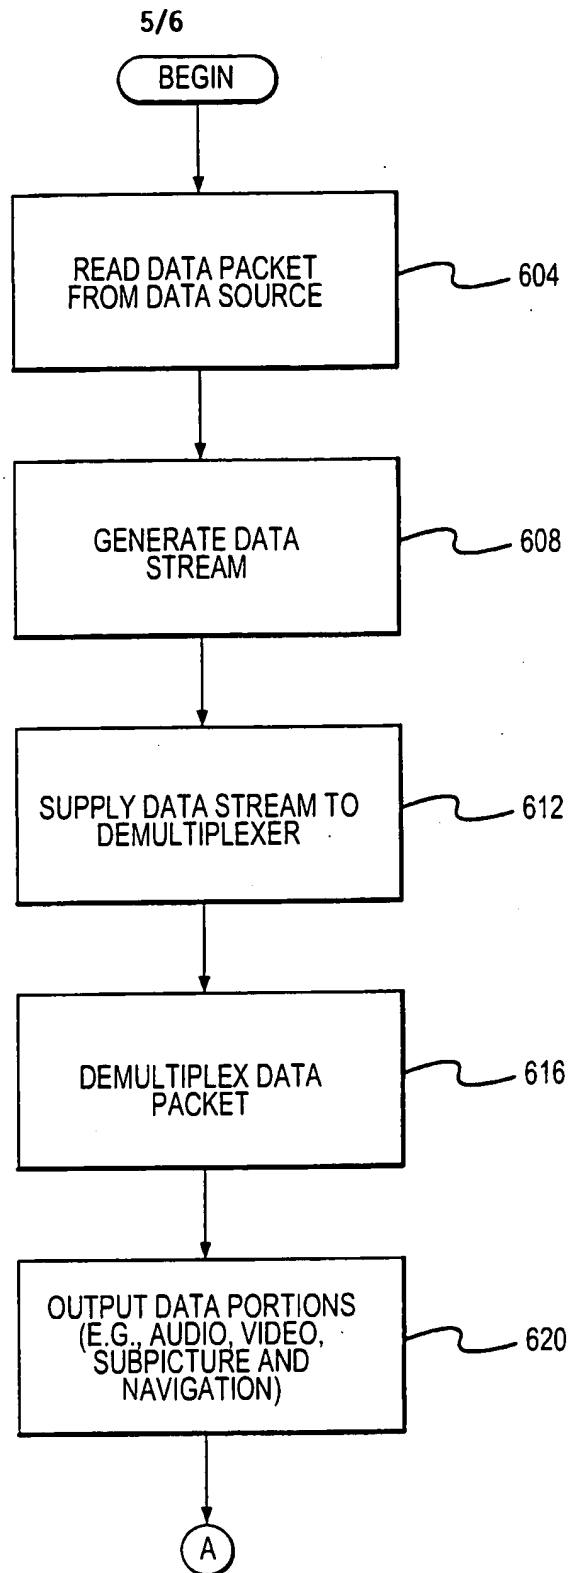 5/6
BEGIN
READ DATA PACKET
FROM DATA SOURCE
604
GENERATE DATA
STREAM
608
SUPPLY DATA STREAM TO
DEMULTIPLEXER
612
DEMULTIPLEX DATA
PACKET
616
OUTPUT DATA PORTIONS
(E.G., AUDIO, VIDEO,
SUBPICTURE AND
NAVIGATION)
620
A